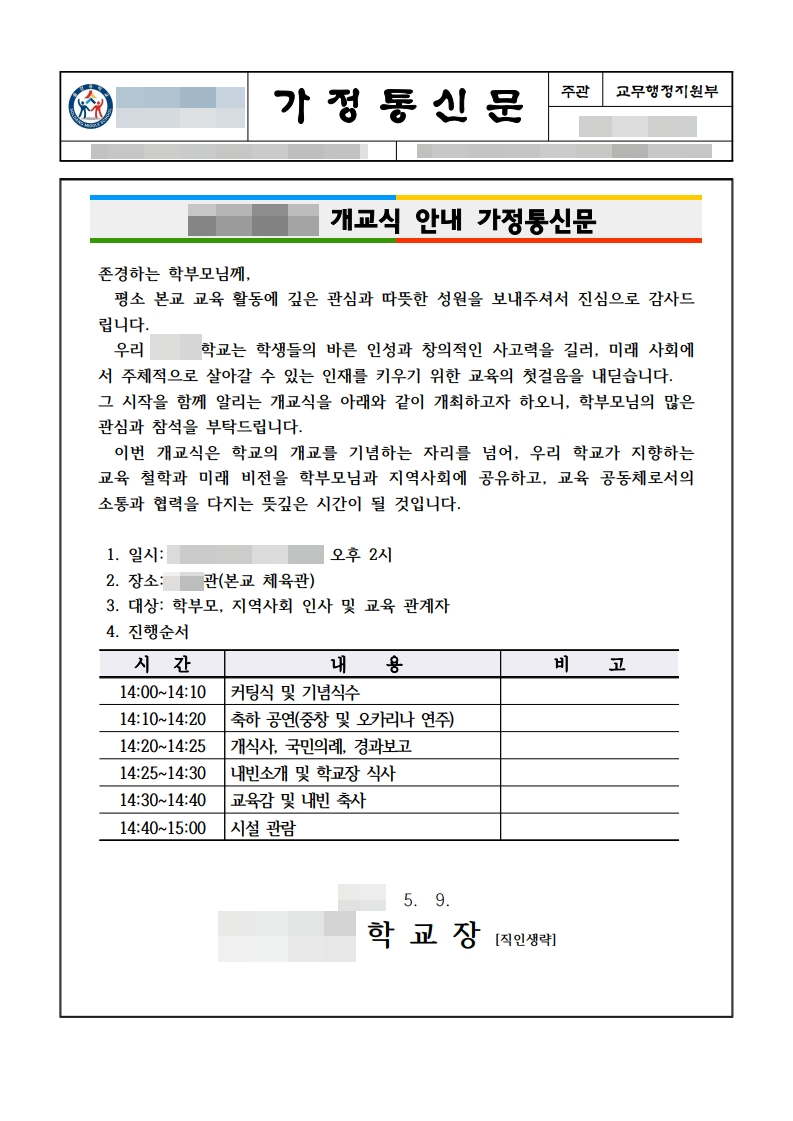 가정통신문
주관 교무행정지원부
개교식 안내 가정통신문
존경하는 학부모님께,
평소 본교 교육 활동에 깊은 관심과 따뜻한 성원을 보내주셔서 진심으로 감사드
립니다.
우리 학교는 학생들의 바른 인성과 창의적인 사고력을 길러, 미래 사회에
서 주체적으로 살아갈 수 있는 인재를 키우기 위한 교육의 첫걸음을 내딛습니다.
그 시작을 함께 알리는 개교식을 아래와 같이 개최하고자 하오니, 학부모님의 많은
관심과 참석을 부탁드립니다.
이번 개교식은 학교의 개교를 기념하는 자리를 넘어, 우리 학교가 지향하는
교육 철학과 미래 비전을 학부모님과 지역사회에 공유하고, 교육 공동체로서의
소통과 협력을 다지는 뜻깊은 시간이 될 것입니다.
1. 일시: 오후 2시
2. 장소: 관(본교 체육관)
3. 대상: 학부모, 지역사회 인사 및 교육 관계자
4. 진행순서
시 간 내 용 비 고
14:00~14:10 커팅식 및 기념식수
14:10~14:20 축하 공연(중창 및 오카리나 연주)
14:20~14:25 개식사, 국민의례, 경과보고
14:25~14:30 내빈소개 및 학교장 식사
14:30~14:40 교육감 및 내빈 축사
14:40~15:00 시설 관람
5. 9.
학 교 장 [직인생략]